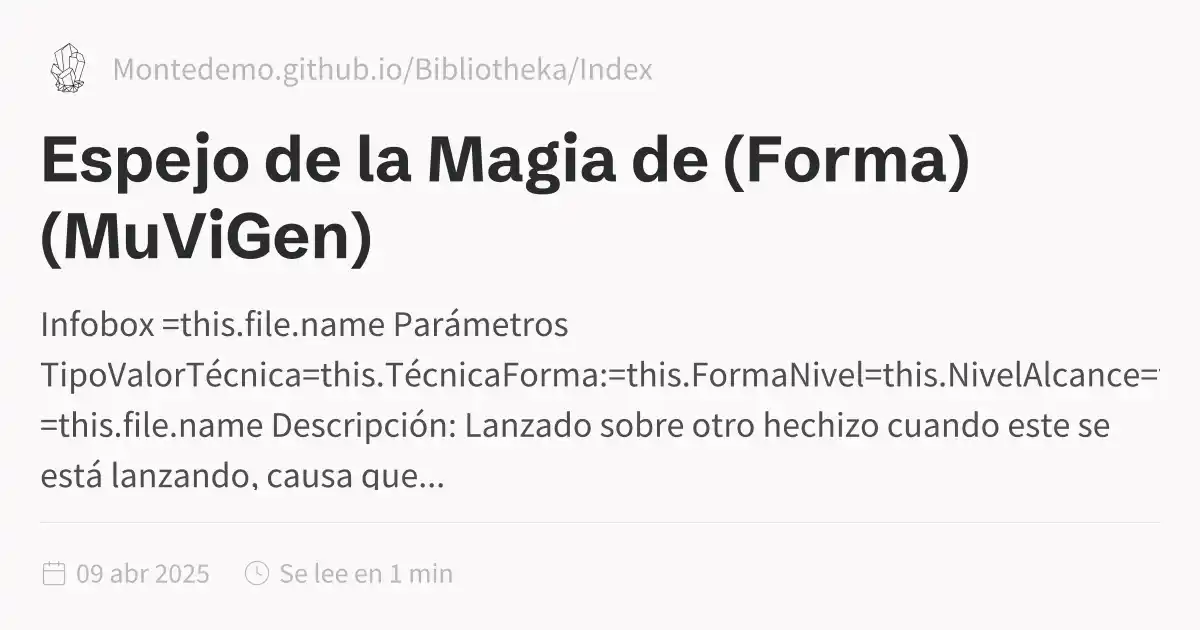 Montedemo.github.io/Bibliotheka/Index
Espejo de la Magia de (Forma)
(MuViGen)
Infobox =this.file.name Parámetros
TipoValorTécnica=this.TécnicaForma:=this.FormaNivel=this.NivelAlcance=
=this.file.name Descripción: Lanzado sobre otro hechizo cuando este se
está lanzando, causa que...
09 abr 2025
Se lee en 1 min